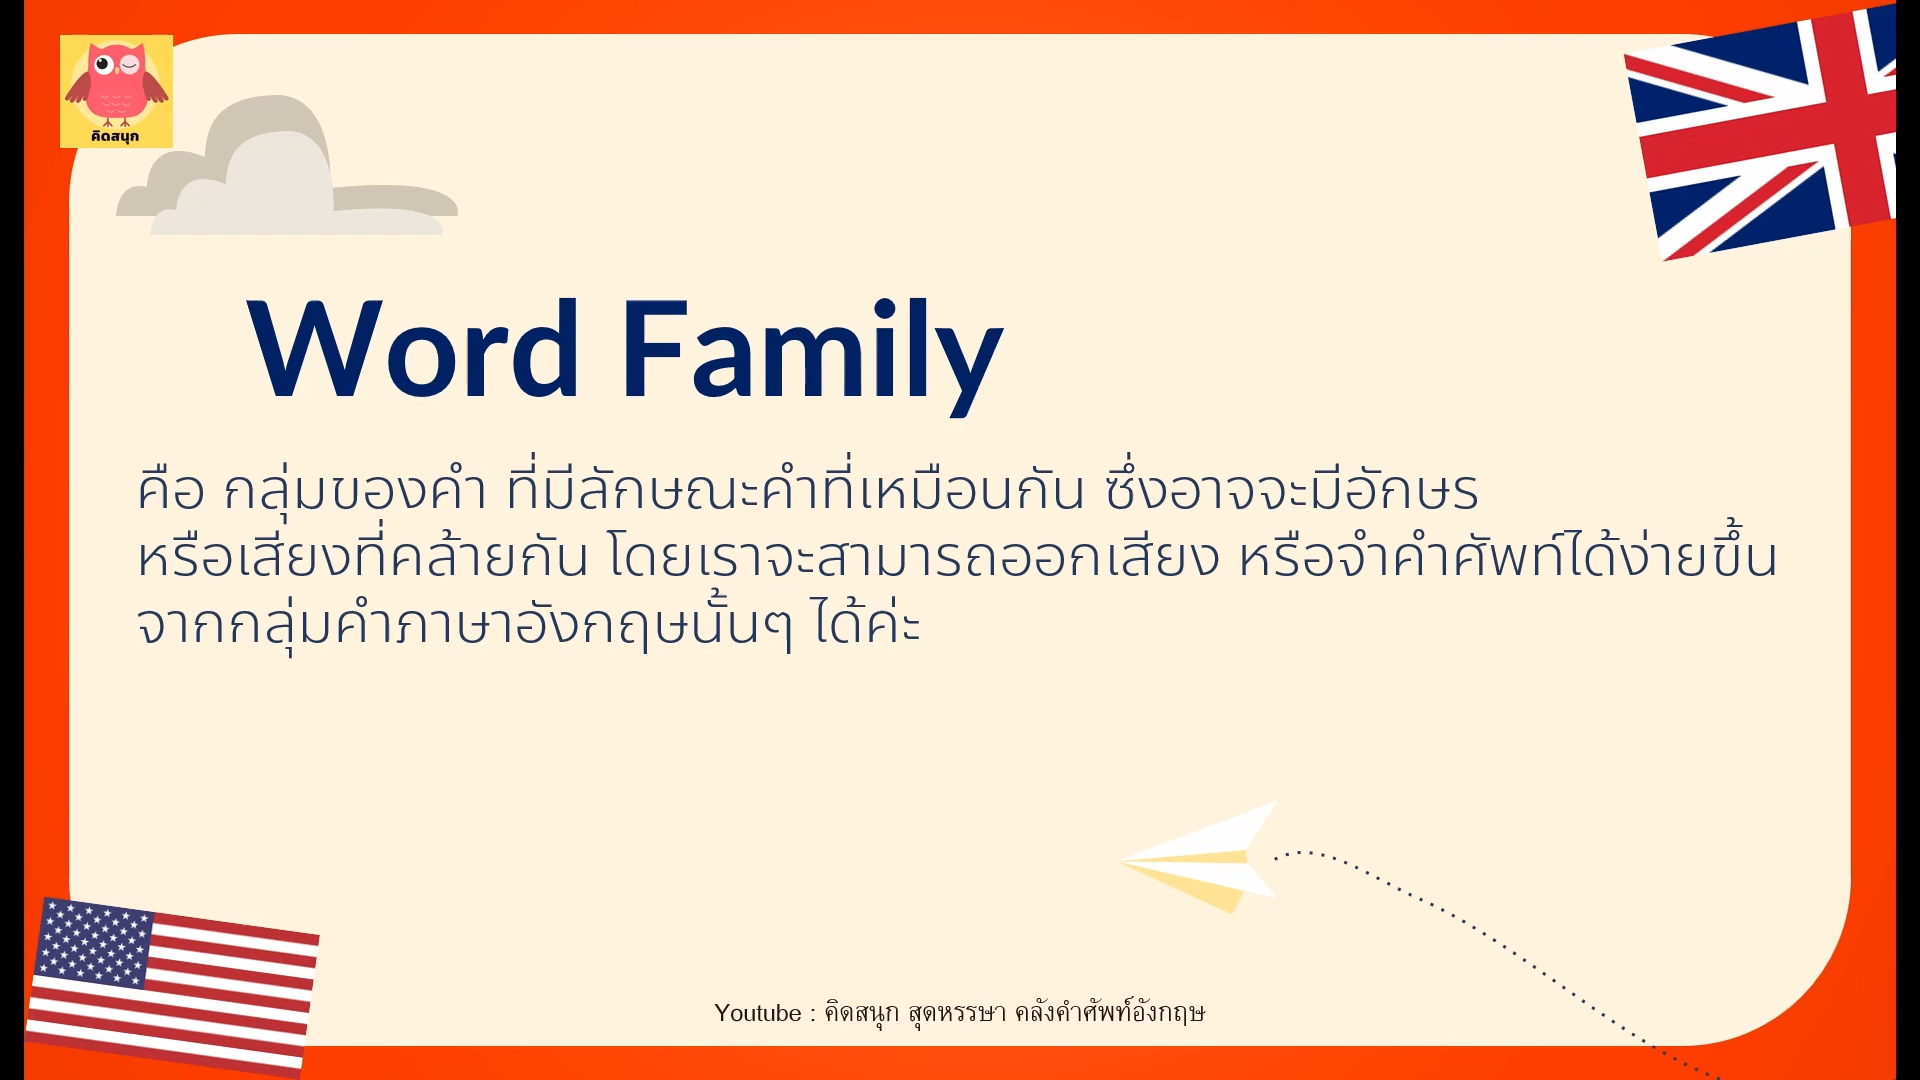 คิดสนุก
Word Family
คือ กลุ่มของคำ ที่มีลักษณะคำที่เหมือนกัน ซึ่งอาจจะมีอักษร
หรือเสียงที่คล้ายกัน โดยเราจะสามารถออกเสียง หรือจำคำศัพท์ได้ง่ายขึ้น
จากกลุ่มคำภาษาอังกฤษนั้นๆ ได้ค่ะ
Youtube : คิดสนุก สุดหรรษา คลังคำศัพท์อังกฤษ